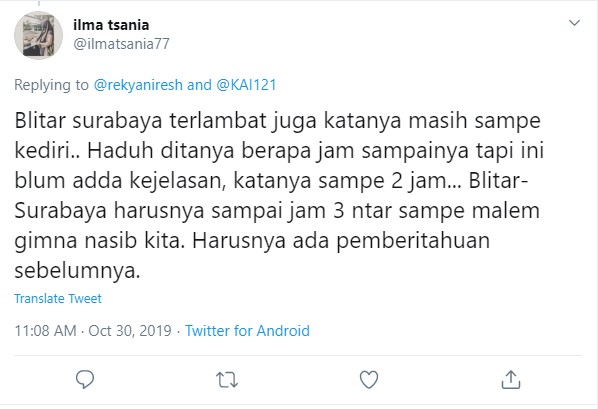 ilma tsania
@ilmatsania77
Replying to @rekyaniresh and @KAI121
Blitar surabaya terlambat juga katanya masih sampe
kediri.. Haduh ditanya berapa jam sampainya tapi ini
blum adda kejelasan, katanya sampe 2 jam... Blitar-
Surabaya harusnya sampai jam 3 ntar sampe malem
gimna nasib kita. Harusnya ada pemberitahuan
sebelumnya.
Translate Tweet
11:08 AM · Oct 30, 2019 · Twitter for Android